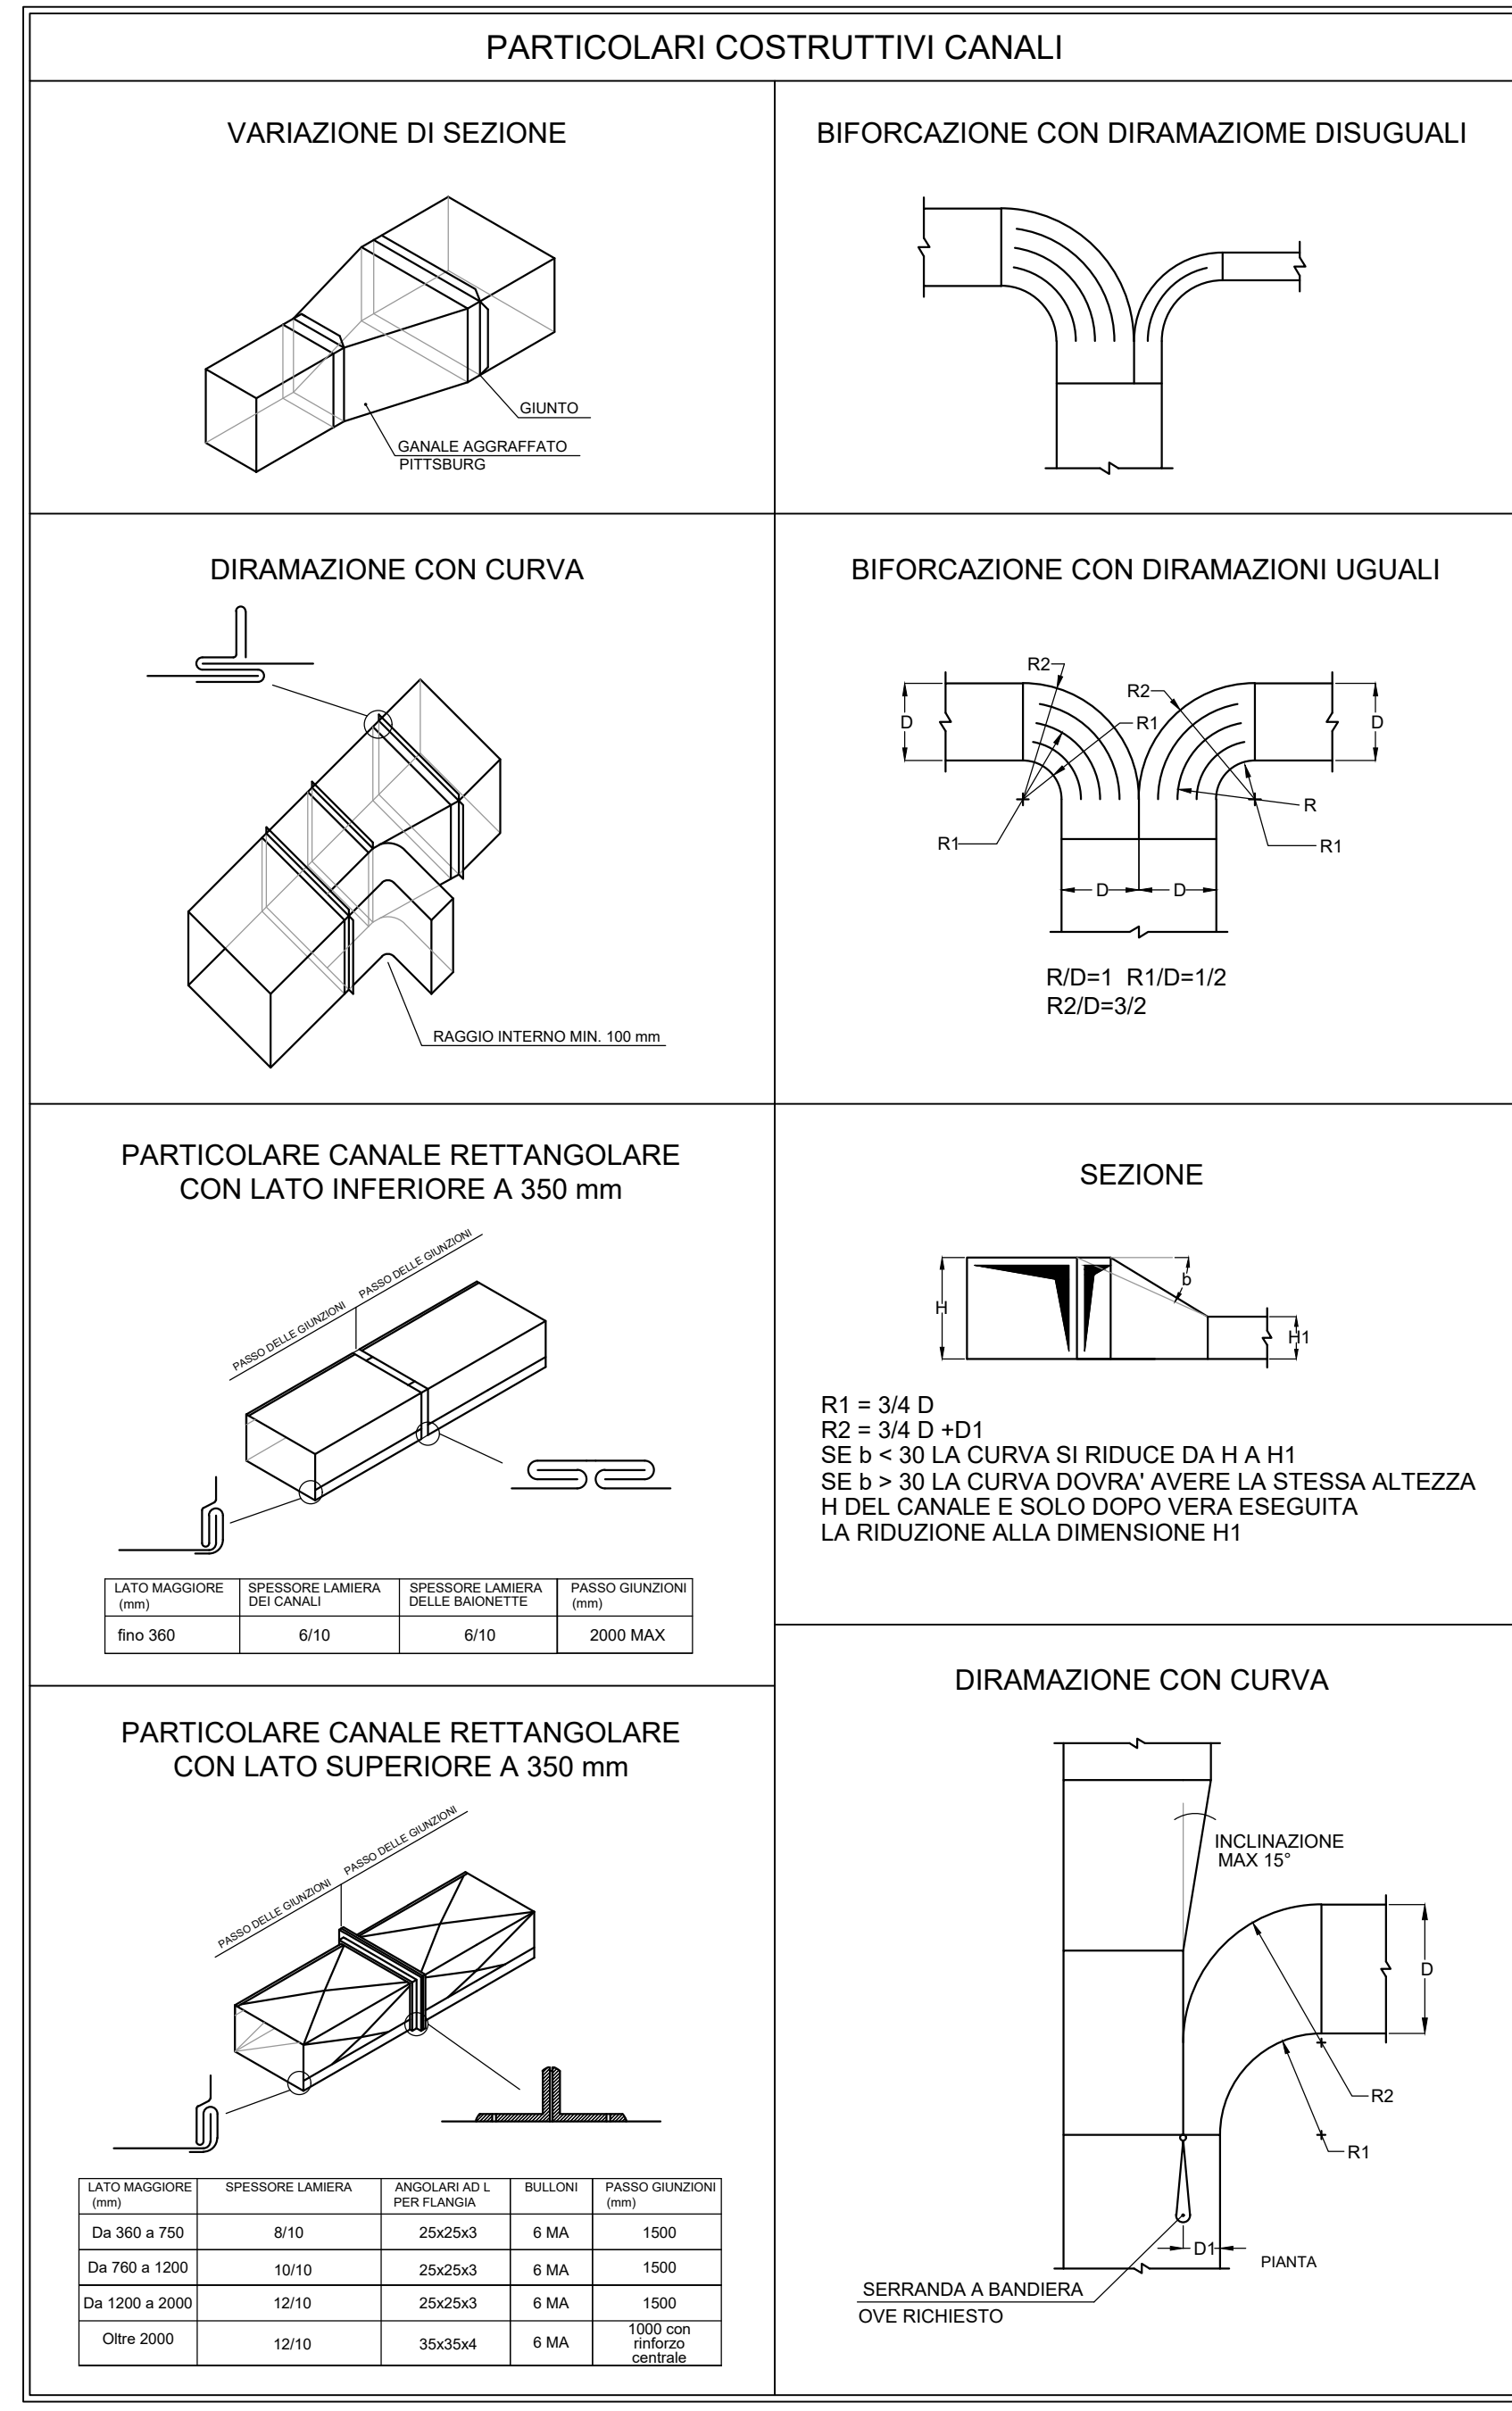 PARTICOLARI COSTRUTTIVI CANALI
VARIAZIONE DI SEZIONE
GIUNTO
GANALE AGGRAFFATO
PITTSBURG
BIFORCAZIONE CON DIRAMAZIOME DISUGUALI
DIRAMAZIONE CON CURVA
RAGGIO INTERNO MIN. 100 mm
BIFORCAZIONE CON DIRAMAZIONI UGUALI
R2
R2
R1
D
D
R
R1
R1
D
D
R/D=1 R1/D=1/2
R2/D=3/2
PARTICOLARE CANALE RETTANGOLARE
CON LATO INFERIORE A 350 mm
PASSO DELLE GIUNZIONI
PASSO DELLE GIUNZIONI
LATO MAGGIORE (mm) SPESSORE LAMIERA DEI CANALI SPESSORE LAMIERA DELLE BAIONETTE PASSO GIUNZIONI (mm)
fino 360 6/10 6/10 2000 MAX
SEZIONE
H
b
H1
R1 = 3/4 D
R2 = 3/4 D +D1
SE b < 30 LA CURVA SI RIDUCE DA H A H1
SE b > 30 LA CURVA DOVRA' AVERE LA STESSA ALTEZZA
H DEL CANALE E SOLO DOPO VERA ESEGUITA
LA RIDUZIONE ALLA DIMENSIONE H1
PARTICOLARE CANALE RETTANGOLARE
CON LATO SUPERIORE A 350 mm
PASSO DELLE GIUNZIONI
PASSO DELLE GIUNZIONI
LATO MAGGIORE (mm) SPESSORE LAMIERA ANGOLARI AD L PER FLANGIA BULLONI PASSO GIUNZIONI (mm)
Da 360 a 750 8/10 25x25x3 6 MA 1500
Da 760 a 1200 10/10 25x25x3 6 MA 1500
Da 1200 a 2000 12/10 25x25x3 6 MA 1500
Oltre 2000 12/10 35x35x4 6 MA 1000 con rinforzo centrale
DIRAMAZIONE CON CURVA
INCLINAZIONE
MAX 15°
D
R2
R1
D1
PIANTA
SERRANDA A BANDIERA
OVE RICHIESTO